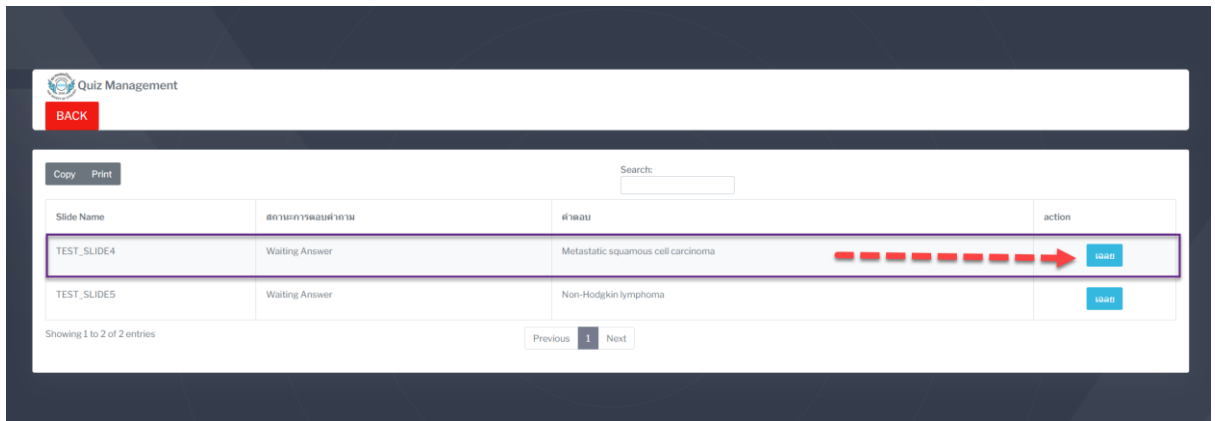 Quiz Management
BACK
Copy Print
Search:
Slide Name สถานะการตอบคำถาม คำตอบ action
TEST_SLIDE4 Waiting Answer Metastatic squamous cell carcinoma เฉลย
TEST_SLIDE5 Waiting Answer Non-Hodgkin lymphoma เฉลย
Showing 1 to 2 of 2 entries
Previous 1 Next